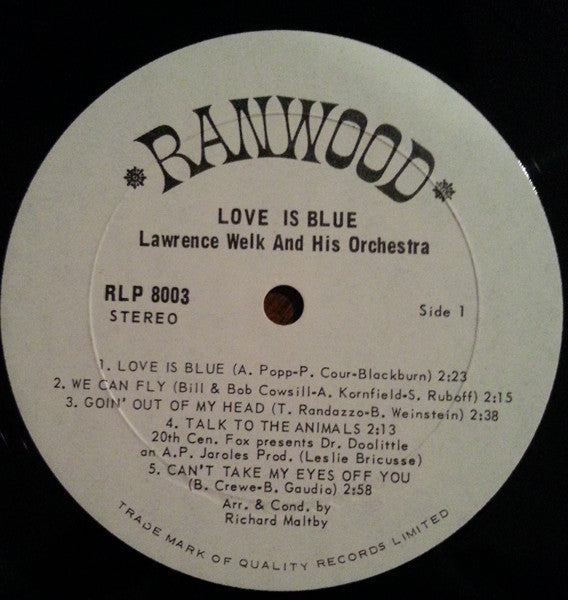 RANWOOD
LOVE IS BLUE
Lawrence Welk And His Orchestra
RLP 8003
STEREO
Side 1
1. LOVE IS BLUE (A. Popp-P. Cour-Blackburn) 2:23
2. WE CAN FLY (Bill & Bob Cowsill-A. Kornfield-S. Ruboff) 2:15
3. GOIN' OUT OF MY HEAD (T. Randazzo-B. Weinstein) 2:38
4. TALK TO THE ANIMALS 2:13
20th Cen. Fox presents Dr. Doolittle
an A.P. Jaroles Prod. (Leslie Bricusse)
5. CAN'T TAKE MY EYES OFF YOU
(B. Crewe-B. Gaudio) 2:58
Arr. & Cond. by
Richard Maltby
TRADE MARK OF QUALITY RECORDS LIMITED